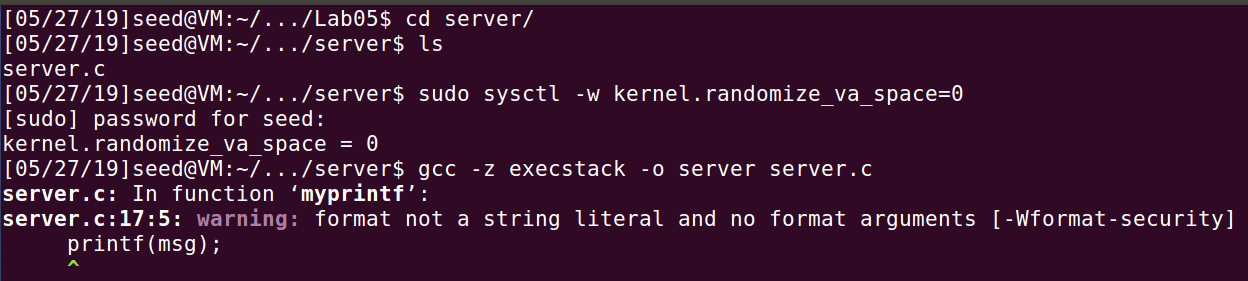 [05/27/19]seed@VM:~/.../Lab05$ cd server/
[05/27/19]seed@VM:~/.../server$ ls
server.c
[05/27/19]seed@VM:~/.../server$ sudo sysctl -w kernel.randomize_va_space=0
[sudo] password for seed:
kernel.randomize_va_space = 0
[05/27/19]seed@VM:~/.../server$ gcc -z execstack -o server server.c
server.c: In function ‘myprintf’:
server.c:17:5: warning: format not a string literal and no format arguments [-Wformat-security]
     printf(msg);
     ^